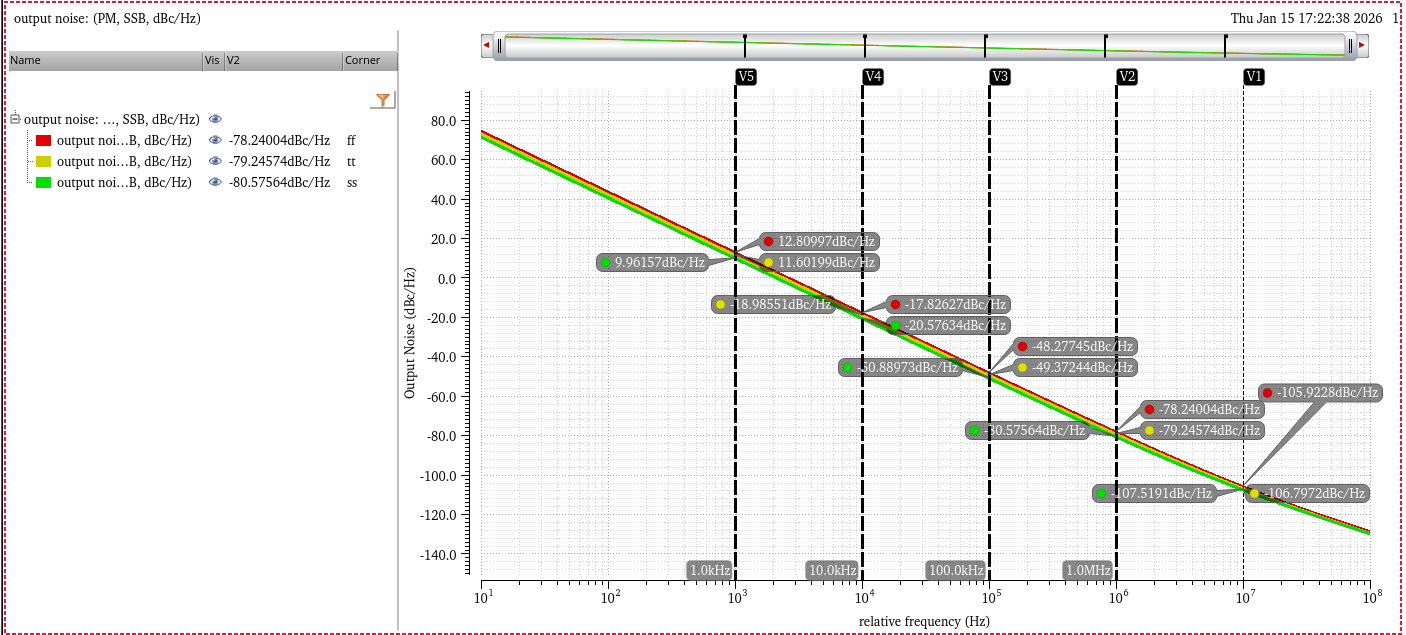 output noise: (PM, SSB, dBc/Hz)
Thu Jan 15 17:22:38 2026 1
Name Vis V2 Corner
output noise: ..., SSB, dBc/Hz)
output noi...B, dBc/Hz) -78.24004dBc/Hz ff
output noi...B, dBc/Hz) -79.24574dBc/Hz tt
output noi...B, dBc/Hz) -80.57564dBc/Hz ss
V5 V4 V3 V2 V1
80.0
60.0
40.0
20.0
0.0
-20.0
-40.0
-60.0
-80.0
-100.0
-120.0
-140.0
Output Noise (dBc/Hz)
12.80997dBc/Hz
9.96157dBc/Hz
11.60199dBc/Hz
-18.98551dBc/Hz
-17.82627dBc/Hz
-20.57634dBc/Hz
-48.27745dBc/Hz
-50.88973dBc/Hz
-49.37244dBc/Hz
-105.9228dBc/Hz
-78.24004dBc/Hz
-80.57564dBc/Hz
-79.24574dBc/Hz
-107.5191dBc/Hz
-106.7972dBc/Hz
1.0kHz 10.0kHz 100.0kHz 1.0MHz
10¹ 10² 10³ 10⁴ 10⁵ 10⁶ 10⁷ 10⁸
relative frequency (Hz)